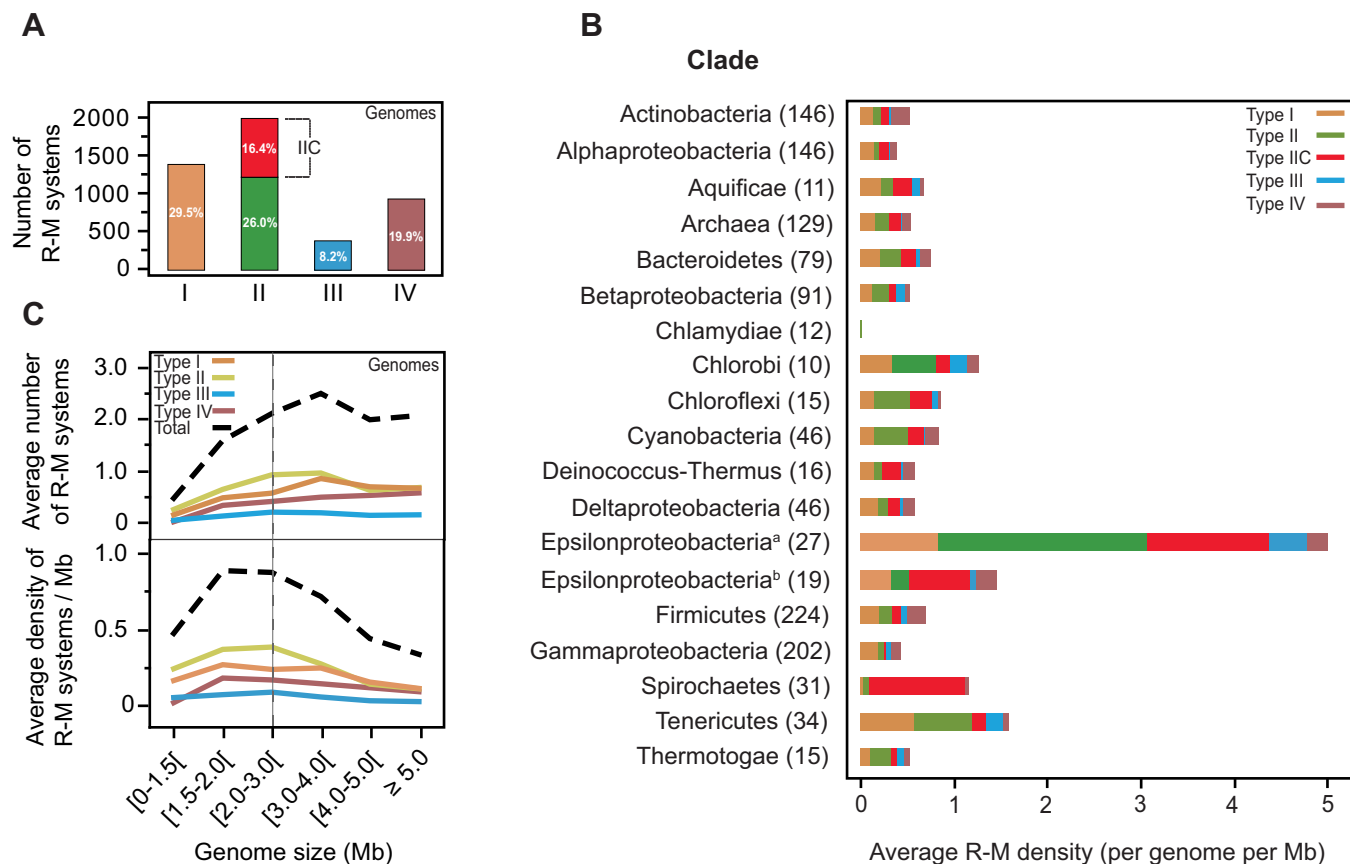 A
Number of
R-M systems
2000
1500
1000
500
0
Genomes
29.5%
16.4%
26.0%
IIC
8.2%
19.9%
I II III IV
B
Clade
Actinobacteria (146)
Alphaproteobacteria (146)
Aquificae (11)
Archaea (129)
Bacteroidetes (79)
Betaproteobacteria (91)
Chlamydiae (12)
Chlorobi (10)
Chloroflexi (15)
Cyanobacteria (46)
Deinococcus-Thermus (16)
Deltaproteobacteria (46)
Epsilonproteobacteriaᵃ (27)
Epsilonproteobacteriaᵇ (19)
Firmicutes (224)
Gammaproteobacteria (202)
Spirochaetes (31)
Tenericutes (34)
Thermotogae (15)
Type I
Type II
Type IIC
Type III
Type IV
0 1 2 3 4 5
Average R-M density (per genome per Mb)
C
Average number
of R-M systems
3.0
2.0
1.0
0
Type I
Type II
Type III
Type IV
Total
Genomes
Average density of
R-M systems / Mb
1.0
0.5
0
[0-1.5[
[1.5-2.0[
[2.0-3.0[
[3.0-4.0[
[4.0-5.0[
≥ 5.0
Genome size (Mb)